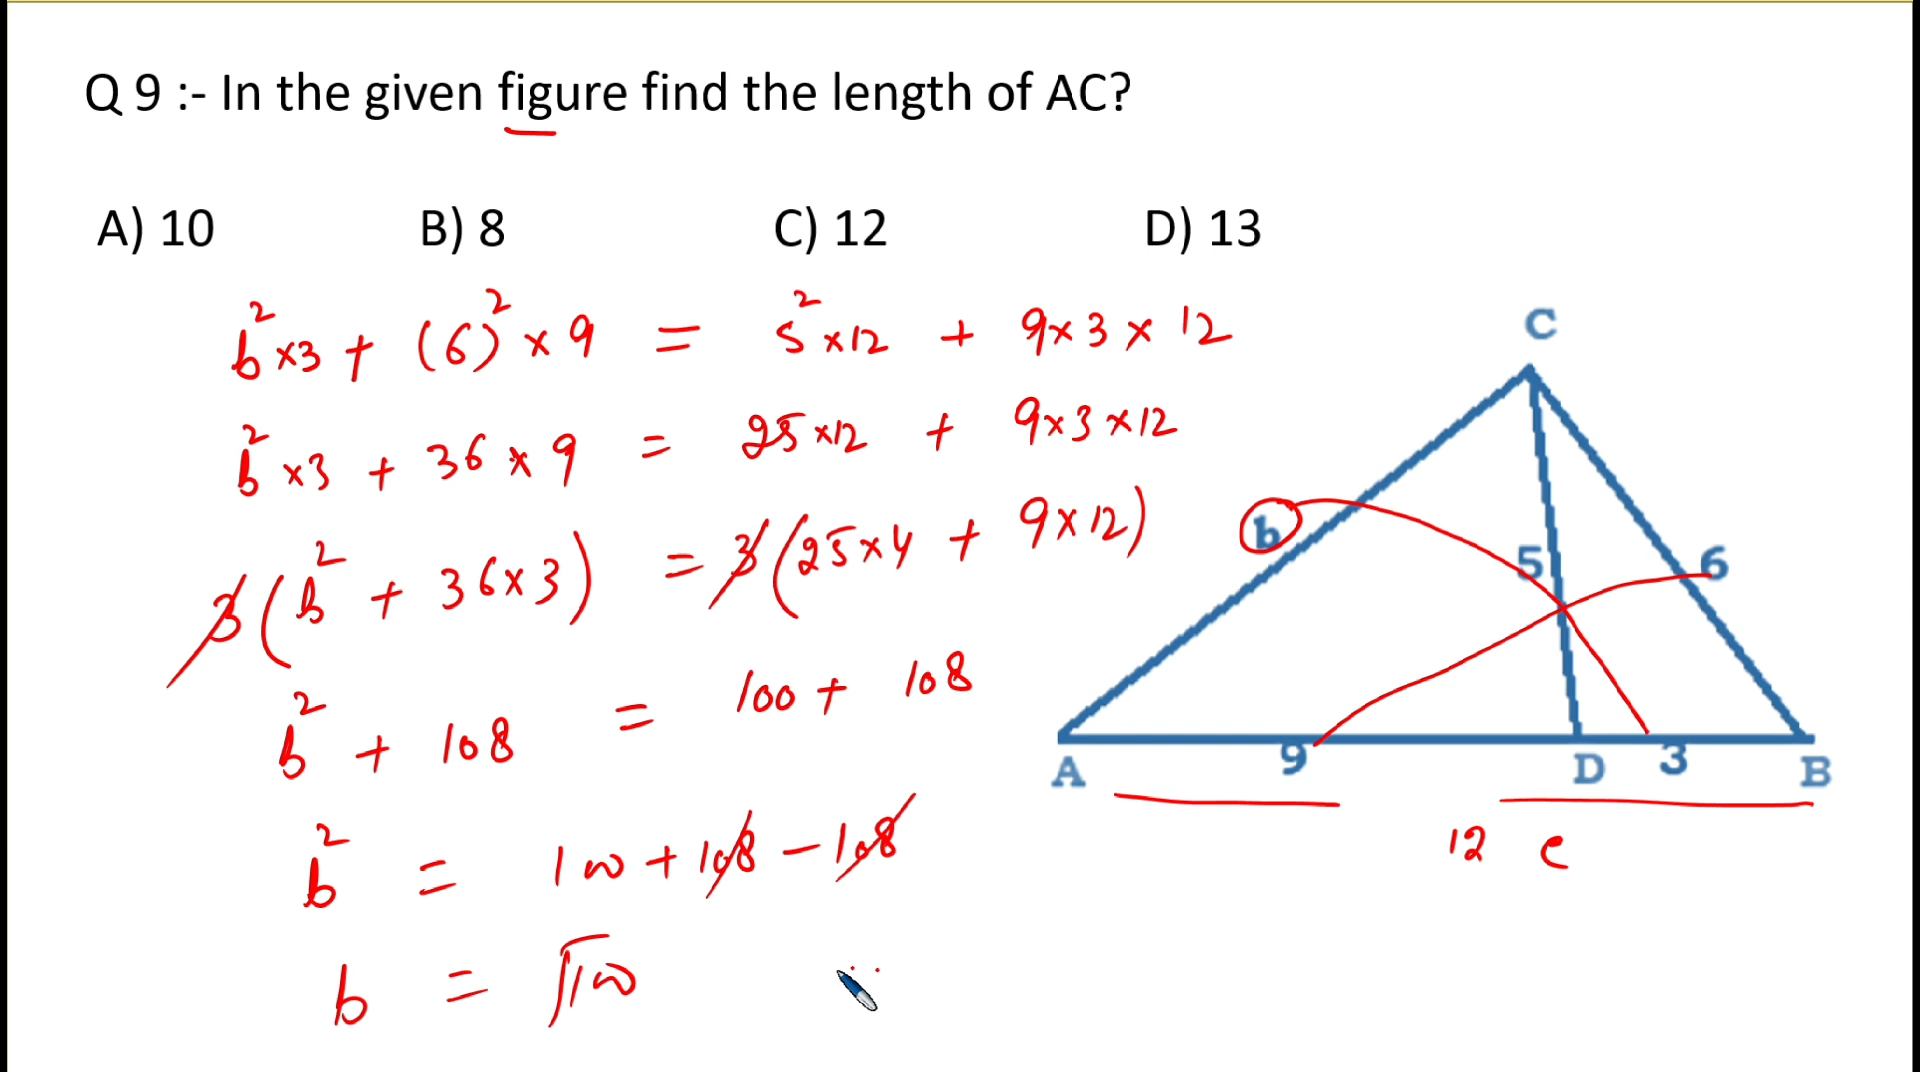 Q 9 :- In the given figure find the length of AC?
A) 10 B) 8 C) 12 D) 13
b² ×3 + (6)² × 9 = 5² ×12 + 9×3 × 12
b² ×3 + 36 × 9 = 25 ×12 + 9×3 ×12
3(b² + 36×3) = 3(25×4 + 9×12)
b² + 108 = 100 + 108
b² = 100 + 108 – 108
b = √100
C
b
5
6
A
9
D
3
B
12 c